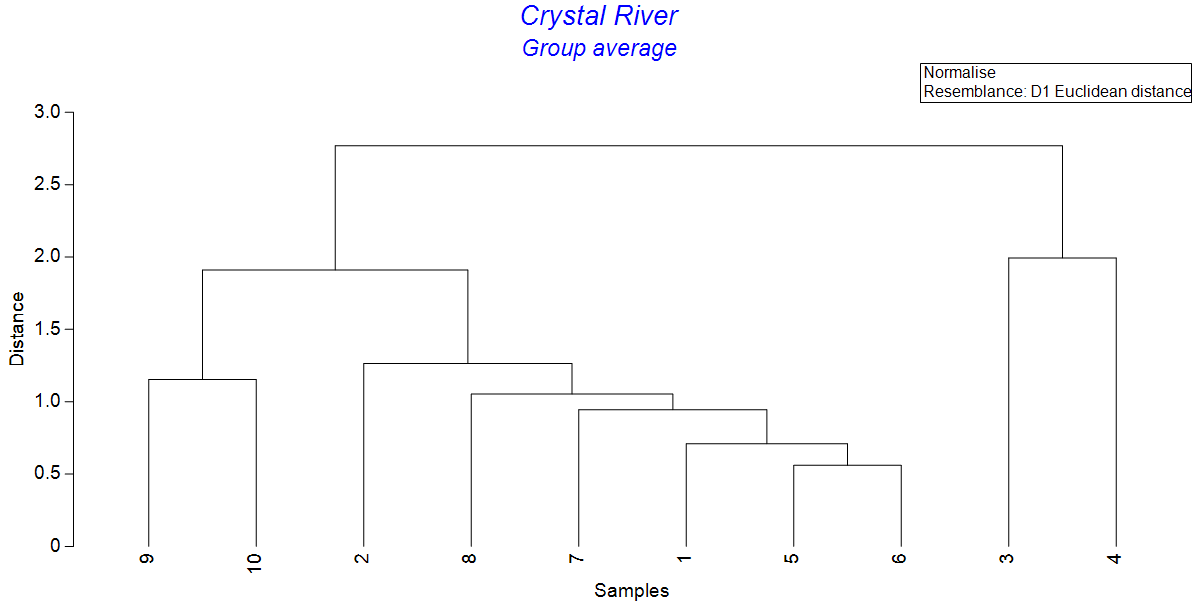 Crystal River
Group average
Normalise
Resemblance: D1 Euclidean distance
3.0
2.5
2.0
1.5
1.0
0.5
0
Distance
9 10 2 8 7 1 5 6 3 4
Samples